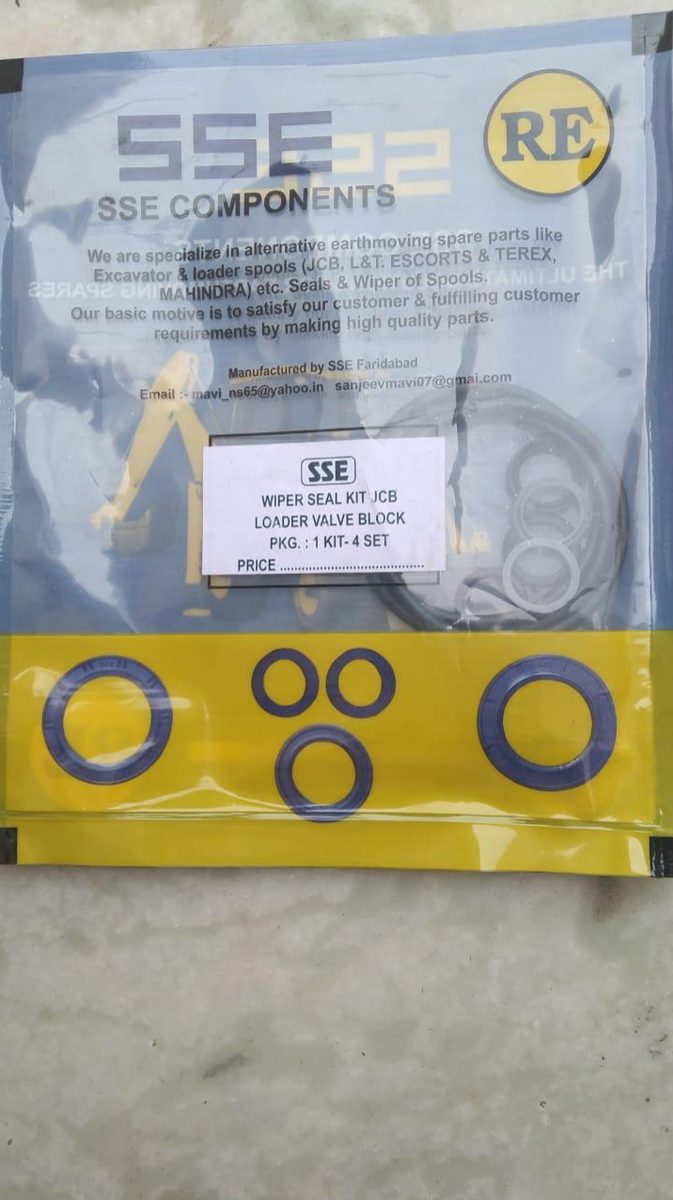 SSE
RE
SSE COMPONENTS
We are specialize in alternative earthmoving spare parts like
Excavator & loader spools (JCB, L&T. ESCORTS & TEREX,
MAHINDRA) etc. Seals & Wiper of Spools.
Our basic motive is to satisfy our customer & fulfilling customer
requirements by making high quality parts.
Manufactured by SSE Faridabad
Email :- mavi_ns65@yahoo.in sanjeevmavi07@gmai.com
SSE
WIPER SEAL KIT JCB
LOADER VALVE BLOCK
PKG. : 1 KIT- 4 SET
PRICE ........................................